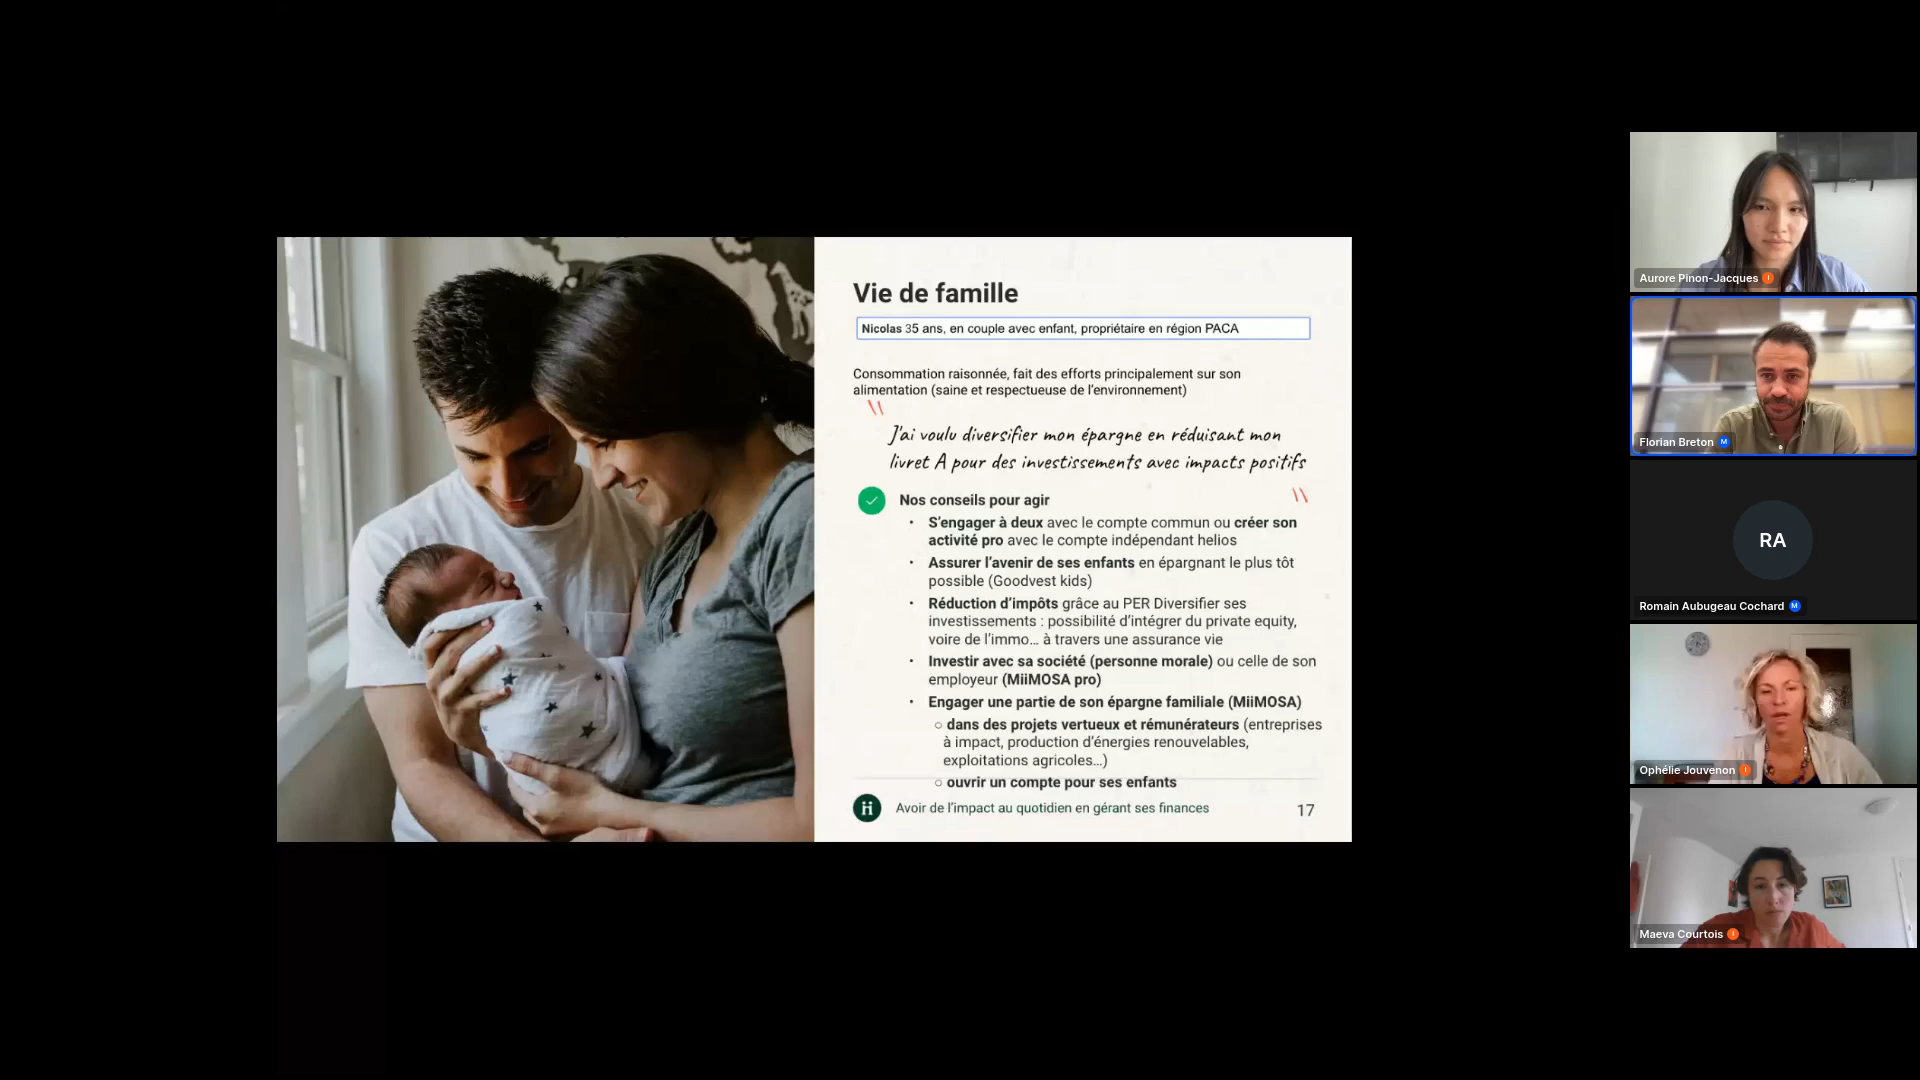 Vie de famille
Nicolas 35 ans, en couple avec enfant, propriétaire en région PACA
Consommation raisonnée, fait des efforts principalement sur son
alimentation (saine et respectueuse de l'environnement)
J'ai voulu diversifier mon épargne en réduisant mon
livret A pour des investissements avec impacts positifs
Nos conseils pour agir
• S'engager à deux avec le compte commun ou créer son
activité pro avec le compte indépendant helios
• Assurer l'avenir de ses enfants en épargnant le plus tôt
possible (Goodvest kids)
• Réduction d'impôts grâce au PER Diversifier ses
investissements : possibilité d'intégrer du private equity,
voire de l'immo... à travers une assurance vie
• Investir avec sa société (personne morale) ou celle de son
employeur (MiiMOSA pro)
• Engager une partie de son épargne familiale (MiiMOSA)
○ dans des projets vertueux et rémunérateurs (entreprises
à impact, production d'énergies renouvelables,
exploitations agricoles...)
○ ouvrir un compte pour ses enfants
Avoir de l'impact au quotidien en gérant ses finances
17
Aurore Pinon-Jacques
Florian Breton M
RA
Romain Aubugeau Cochard M
Ophélie Jouvenon
Maeva Courtois